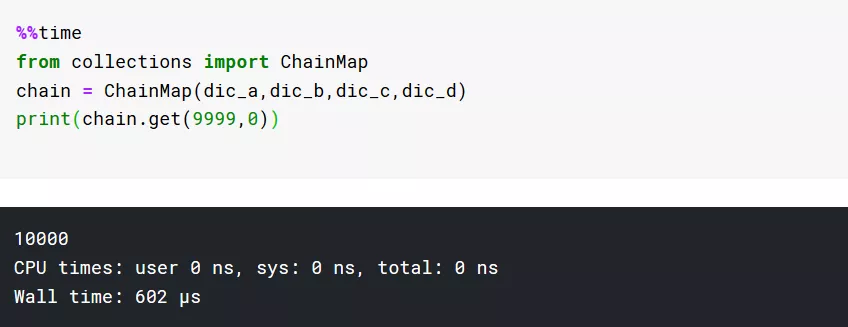 %%time
from collections import ChainMap
chain = ChainMap(dic_a,dic_b,dic_c,dic_d)
print(chain.get(9999,0))
10000
CPU times: user 0 ns, sys: 0 ns, total: 0 ns
Wall time: 602 µs